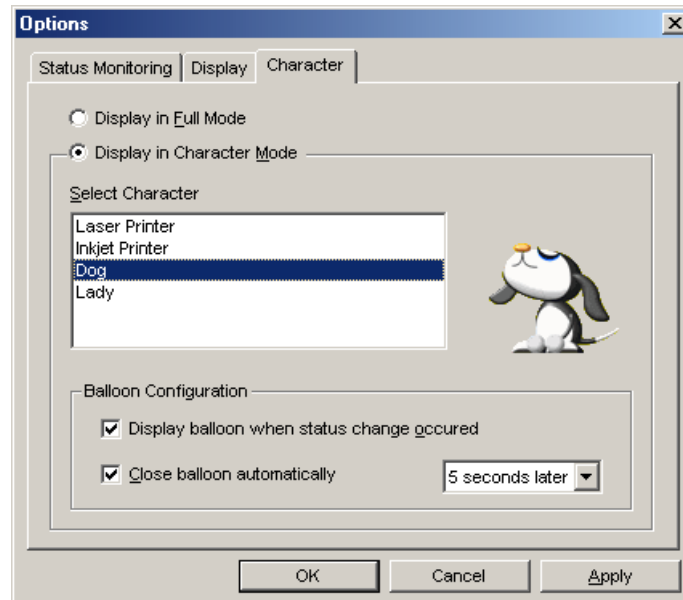 Options
Status Monitoring Display Character
Display in Full Mode
Display in Character Mode
Select Character
Laser Printer
Inkjet Printer
Dog
Lady
Balloon Configuration
Display balloon when status change occured
Close balloon automatically 5 seconds later
OK Cancel Apply